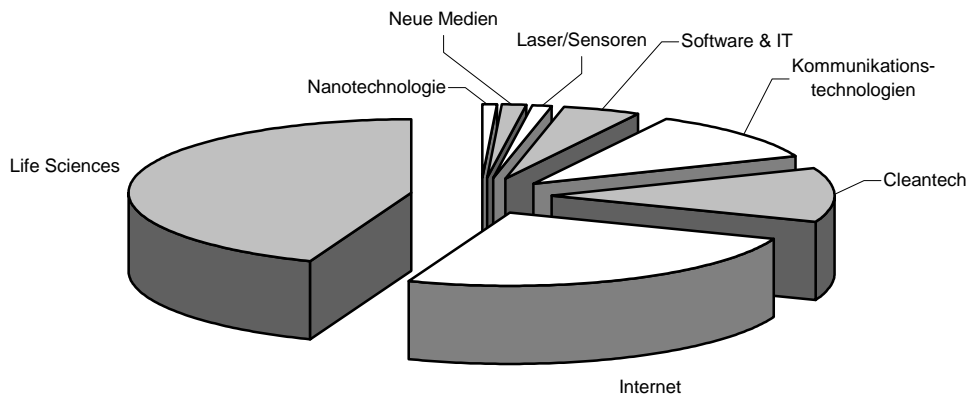 Neue Medien
Laser/Sensoren
Software & IT
Kommunikations-
technologien
Nanotechnologie
Life Sciences
Cleantech
Internet